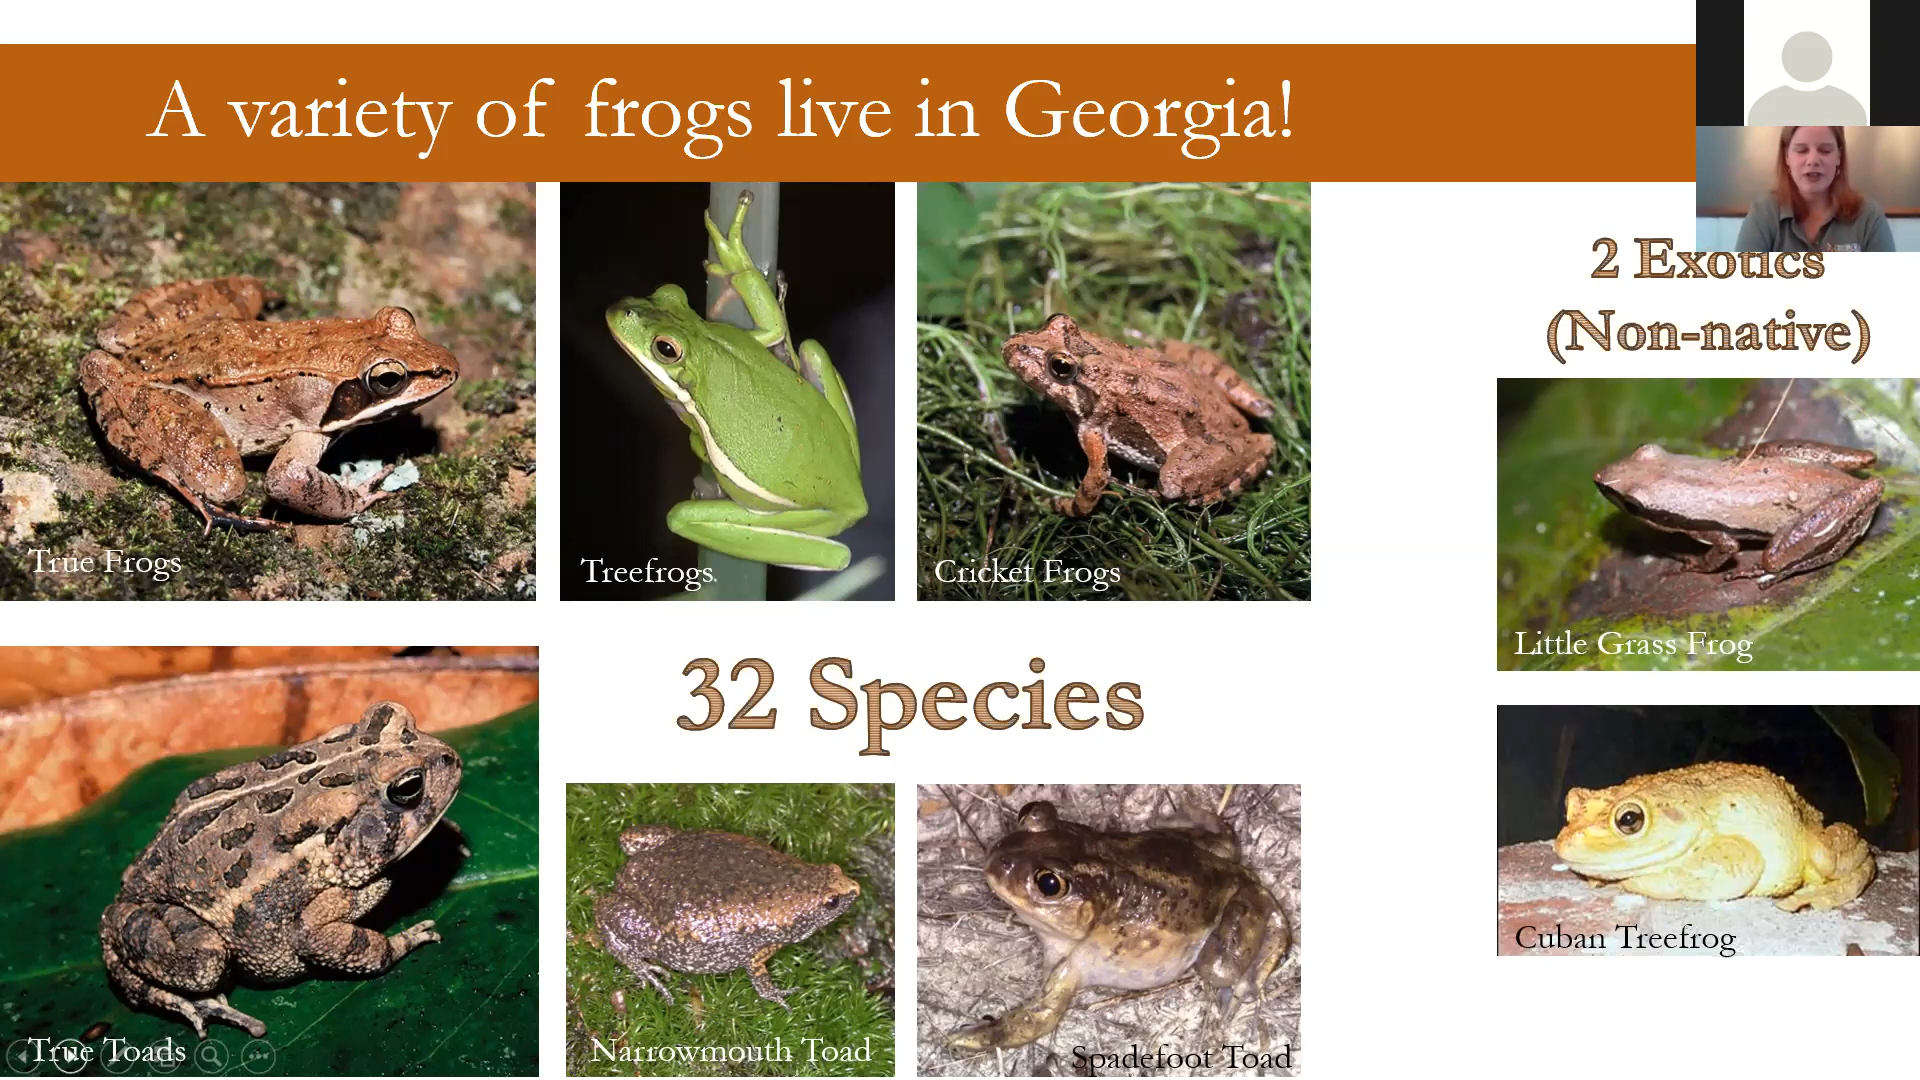 A variety of frogs live in Georgia!
2 Exotics
(Non-native)
True Frogs
Treefrogs.
Cricket Frogs
Little Grass Frog
32 Species
Cuban Treefrog
True Toads
Narrowmouth Toad
Spadefoot Toad